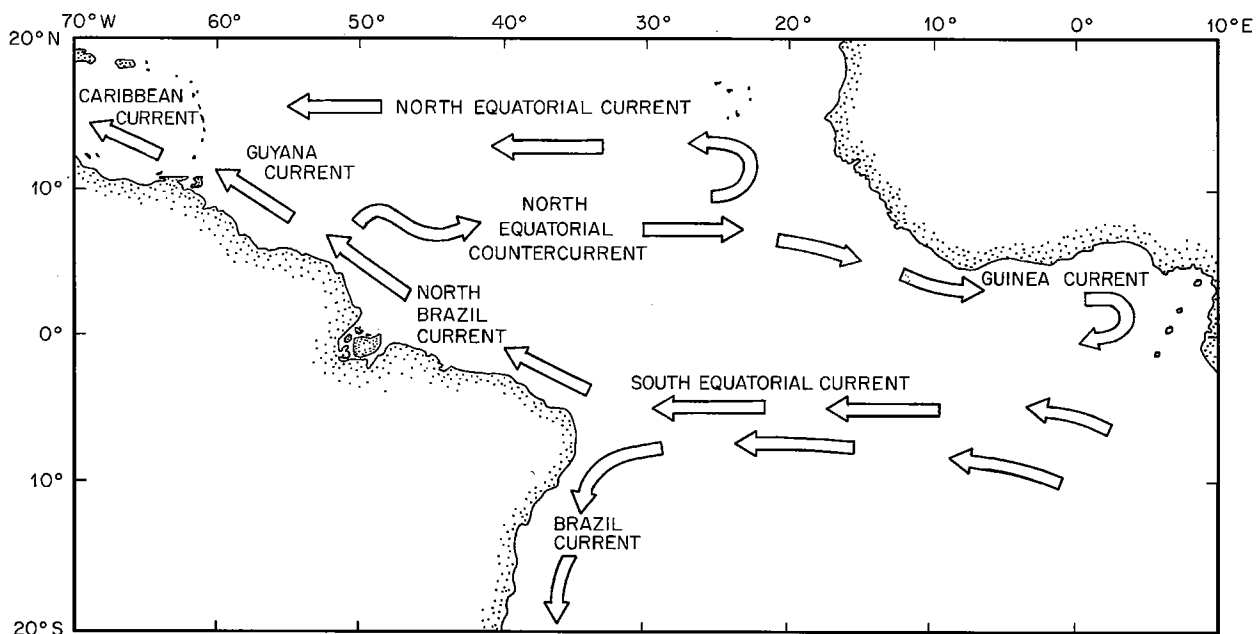 70°W 60° 50° 40° 30° 20° 10° 0° 10°E
20°N
CARIBBEAN
CURRENT
NORTH EQUATORIAL CURRENT
GUYANA
CURRENT
10°
NORTH
EQUATORIAL
COUNTERCURRENT
GUINEA CURRENT
NORTH
BRAZIL
CURRENT
0°
SOUTH EQUATORIAL CURRENT
10°
BRAZIL
CURRENT
20°S